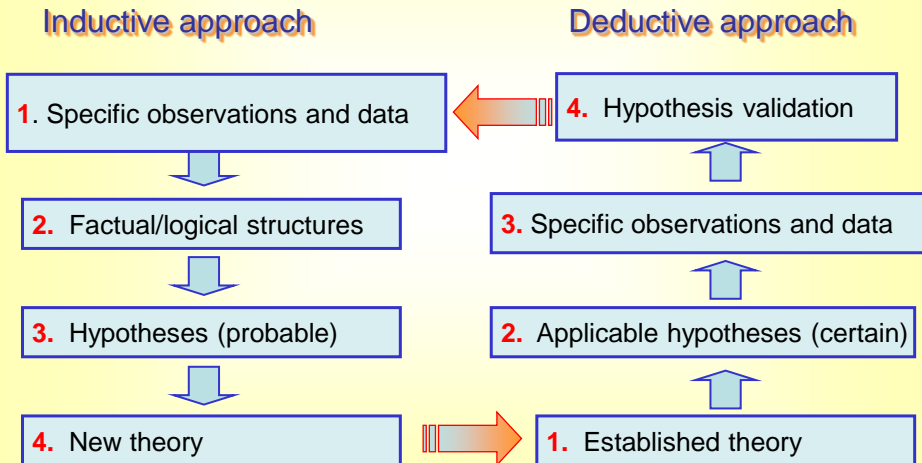 Inductive approach
1. Specific observations and data
2. Factual/logical structures
3. Hypotheses (probable)
4. New theory
Deductive approach
4. Hypothesis validation
3. Specific observations and data
2. Applicable hypotheses (certain)
1. Established theory